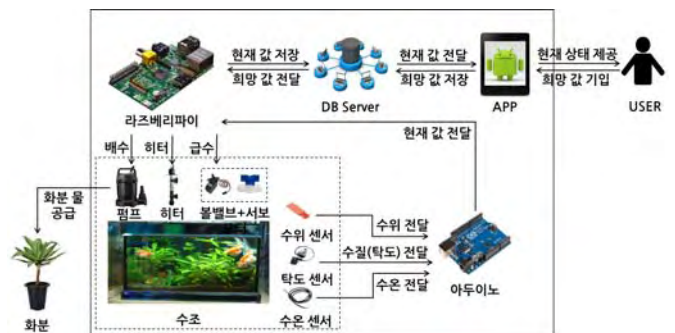 현재 값 저장
희망 값 전달
현재 값 전달
희망 값 저장
현재 상태 제공
희망 값 기입
라즈베리파이
DB Server
APP
USER
현재 값 전달
배수
히터
급수
화분 물
공급
펌프
히터
볼밸브+서보
수위 센서
수위 전달
수질(탁도) 전달
탁도 센서
수온 전달
아두이노
화분
수조
수온 센서